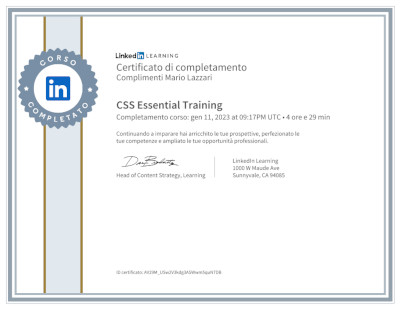 CORSO
in
COMPLETATO
Linked in LEARNING
Certificato di completamento
Complimenti Mario Lazzari
CSS Essential Training
Completamento corso: gen 11, 2023 at 09:17PM UTC • 4 ore e 29 min
Continuando a imparare hai arricchito le tue prospettive, perfezionato le
tue competenze e ampliato le tue opportunità professionali.
Head of Content Strategy, Learning
LinkedIn Learning
1000 W Maude Ave
Sunnyvale, CA 94085
ID certificato: